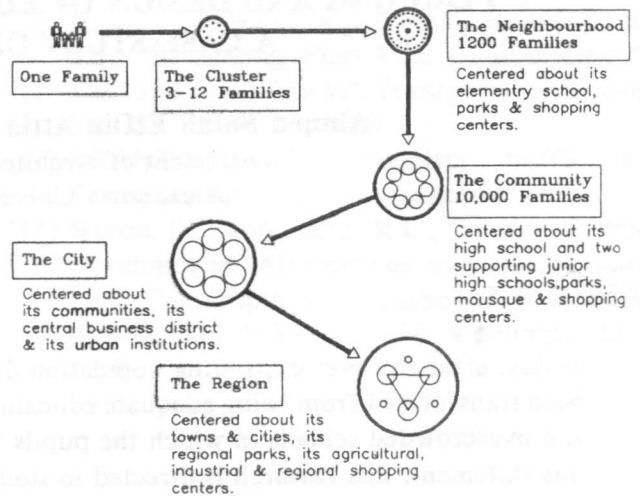 One Family
The Cluster
3-12 Families
The Neighbourhood
1200 Families
Centered about its
elementry school,
parks & shopping
centers.
The Community
10,000 Families
Centered about its
high school and two
supporting junior
high schools,parks,
mousque & shopping
centers.
The City
Centered about
its communities, its
central business district
& its urban institutions.
The Region
Centered about its
towns & cities, its
regional parks, its agricultural,
industrial & regional shopping
centers.